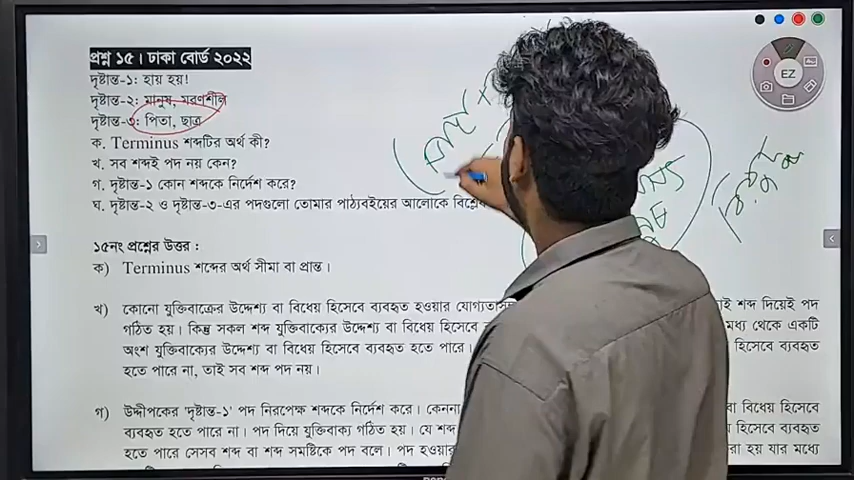 প্রশ্ন ১৫। ঢাকা বোর্ড ২০২২
দৃষ্টান্ত-১: হায় হয়!
দৃষ্টান্ত-২: মানুষ, মরণশীল
দৃষ্টান্ত-৩: পিতা, ছাত্র
ক. Terminus শব্দটির অর্থ কী?
খ. সব শব্দই পদ নয় কেন?
গ. দৃষ্টান্ত-১ কোন শব্দকে নির্দেশ করে?
ঘ. দৃষ্টান্ত-২ ও দৃষ্টান্ত-৩-এর পদগুলো তোমার পাঠ্যবইয়ের আলোকে
১৫নং প্রশ্নের উত্তর :
ক) Terminus শব্দের অর্থ সীমা বা প্রান্ত।
খ) কোনো যুক্তিবাক্যের উদ্দেশ্য বা বিধেয় হিসেবে ব্যবহৃত হওয়ার শব্দ দিয়েই পদ
গঠিত হয়। কিন্তু সকল শব্দ যুক্তিবাক্যের উদ্দেশ্য বা বিধেয় হিসেবে মধ্য থেকে একটি
অংশ যুক্তিবাক্যের উদ্দেশ্য বা বিধেয় হিসেবে ব্যবহৃত হতে পারে। হিসেবে ব্যবহৃত
হতে পারে না, তাই সব শব্দ পদ নয়।
গ) উদ্দীপকের 'দৃষ্টান্ত-১' পদ নিরপেক্ষ শব্দকে নির্দেশ করে। কেননা বা বিধেয় হিসেবে
ব্যবহৃত হতে পারে না। পদ দিয়ে যুক্তিবাক্য গঠিত হয়। যে শব্দ বিধেয় হিসেবে ব্যবহৃত
হতে পারে সেসব শব্দ বা শব্দ সমষ্টিকে পদ বলে। পদ হওয়ার হয় যার মধ্যে
EZ